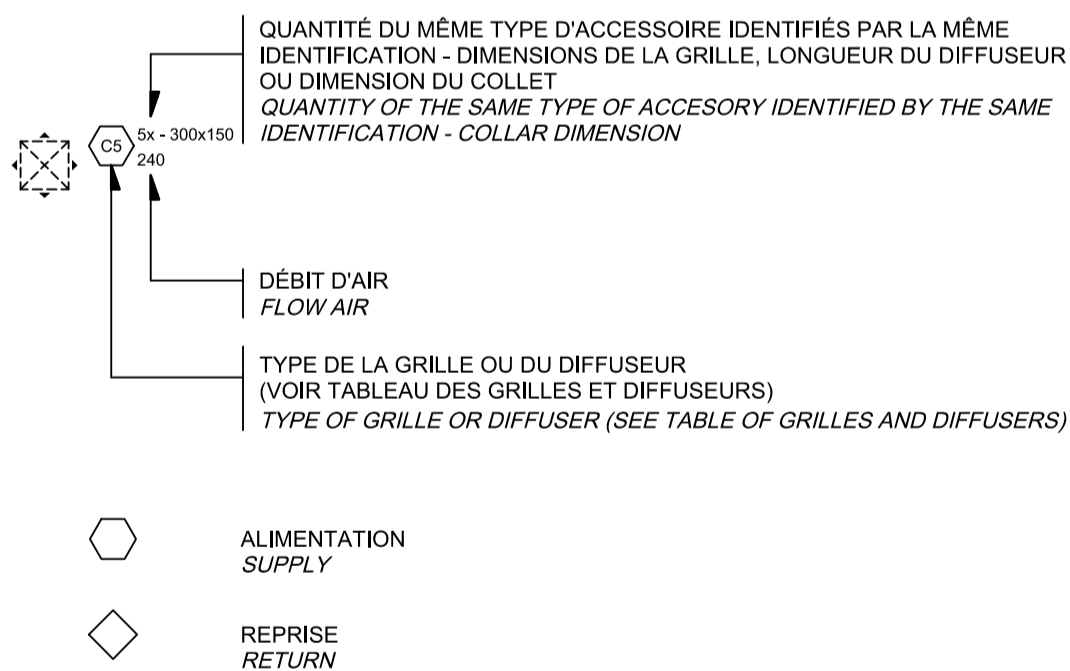 QUANTITÉ DU MÊME TYPE D'ACCESSOIRE IDENTIFIÉS PAR LA MÊME
IDENTIFICATION - DIMENSIONS DE LA GRILLE, LONGUEUR DU DIFFUSEUR
OU DIMENSION DU COLLET
QUANTITY OF THE SAME TYPE OF ACCESORY IDENTIFIED BY THE SAME
IDENTIFICATION - COLLAR DIMENSION
C5
5x - 300x150
240
DÉBIT D'AIR
FLOW AIR
TYPE DE LA GRILLE OU DU DIFFUSEUR
(VOIR TABLEAU DES GRILLES ET DIFFUSEURS)
TYPE OF GRILLE OR DIFFUSER (SEE TABLE OF GRILLES AND DIFFUSERS)
ALIMENTATION
SUPPLY
REPRISE
RETURN